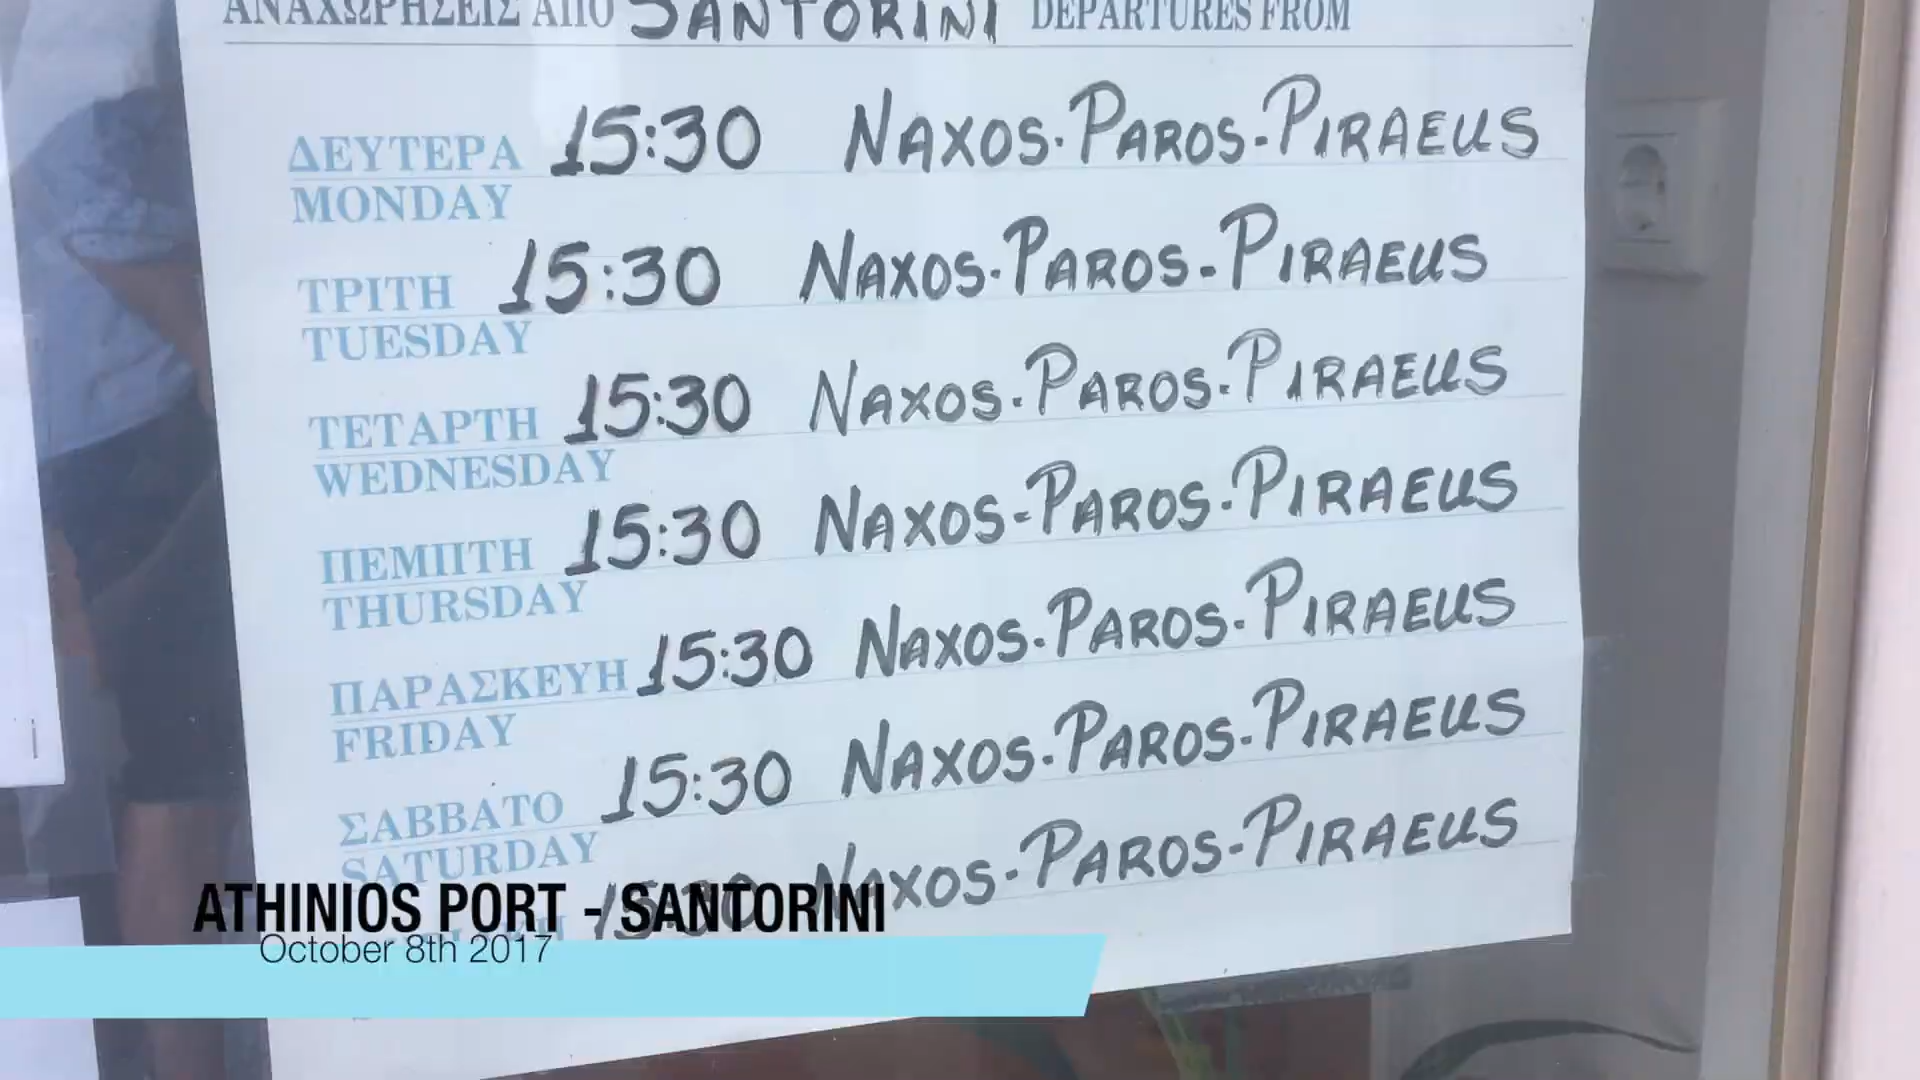 ΑΝΑΧΩΡΗΣΕΙΣ ΑΠΟ SANTORINI DEPARTURES FROM
ΔΕΥΤΕΡΑ 15:30 NAXOS-PAROS-PIRAEUS
MONDAY
ΤΡΙΤΗ 15:30 NAXOS-PAROS-PIRAEUS
TUESDAY
ΤΕΤΑΡΤΗ 15:30 NAXOS-PAROS-PIRAEUS
WEDNESDAY
ΠΕΜΠΤΗ 15:30 NAXOS-PAROS-PIRAEUS
THURSDAY
ΠΑΡΑΣΚΕΥΗ 15:30 NAXOS-PAROS-PIRAEUS
FRIDAY
ΣΑΒΒΑΤΟ 15:30 NAXOS-PAROS-PIRAEUS
SATURDAY
15:30 NAXOS-PAROS-PIRAEUS
ATHINIOS PORT - SANTORINI
October 8th 2017